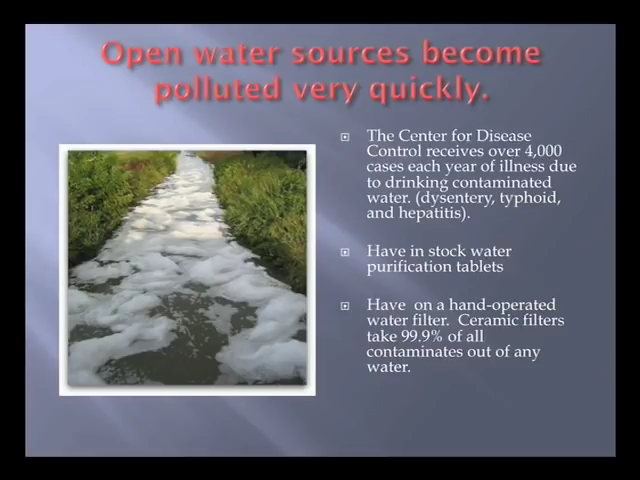 Open water sources become
polluted very quickly.
The Center for Disease
Control receives over 4,000
cases each year of illness due
to drinking contaminated
water. (dysentery, typhoid,
and hepatitis).
Have in stock water
purification tablets
Have on a hand-operated
water filter. Ceramic filters
take 99.9% of all
contaminates out of any
water.